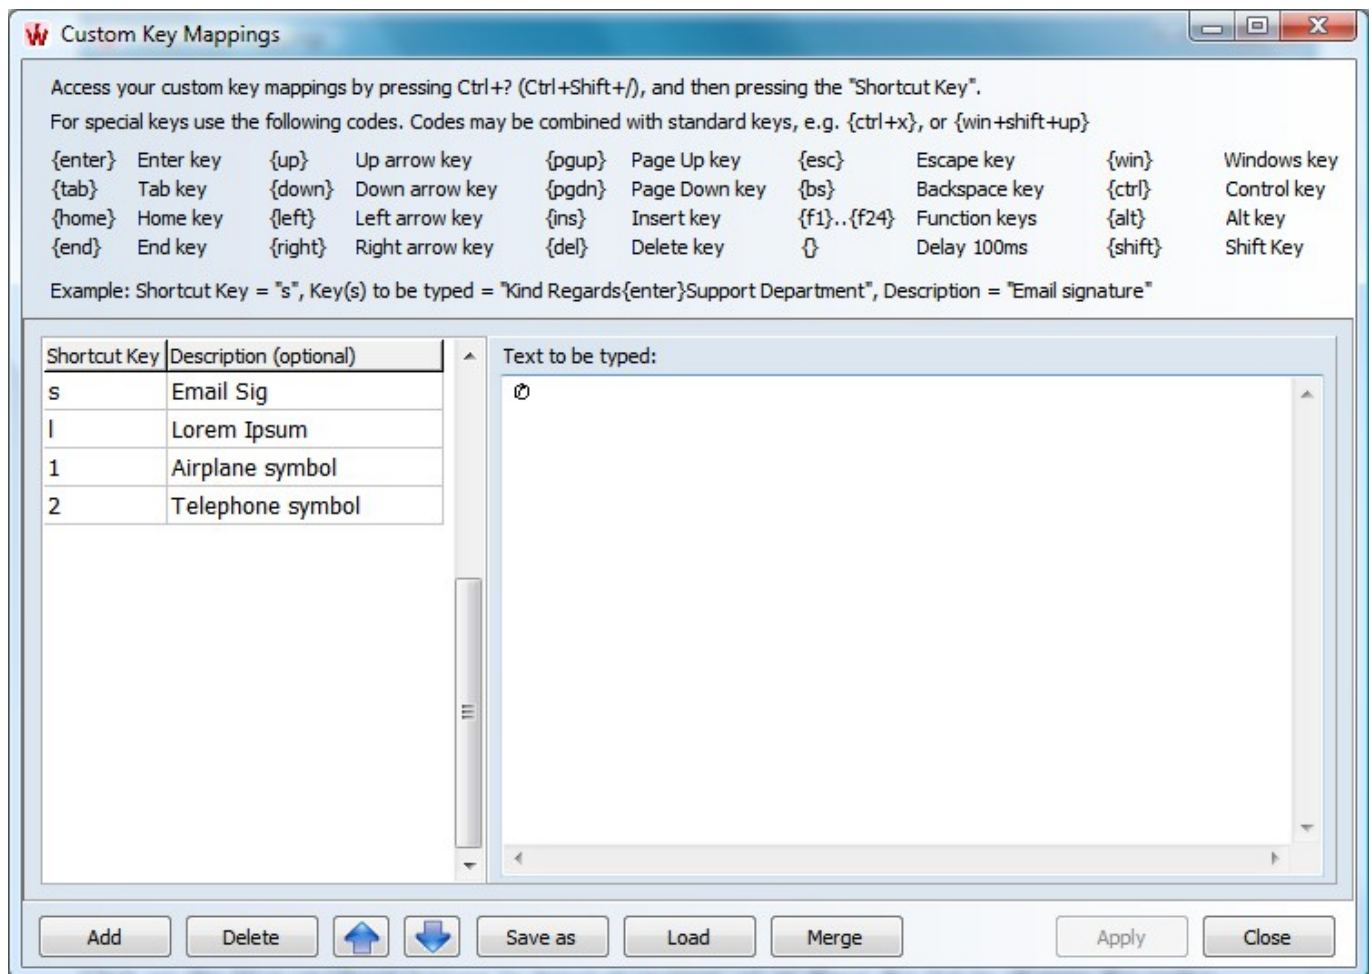 Custom Key Mappings
Access your custom key mappings by pressing Ctrl+? (Ctrl+Shift+/), and then pressing the "Shortcut Key".
For special keys use the following codes. Codes may be combined with standard keys, e.g. {ctrl+x}, or {win+shift+up}
{enter} Enter key {up} Up arrow key {pgup} Page Up key {esc} Escape key {win} Windows key
{tab} Tab key {down} Down arrow key {pgdn} Page Down key {bs} Backspace key {ctrl} Control key
{home} Home key {left} Left arrow key {ins} Insert key {f1}..{f24} Function keys {alt} Alt key
{end} End key {right} Right arrow key {del} Delete key {} Delay 100ms {shift} Shift Key
Example: Shortcut Key = "s", Key(s) to be typed = "Kind Regards{enter}Support Department", Description = "Email signature"
Shortcut Key Description (optional)
s Email Sig
l Lorem Ipsum
1 Airplane symbol
2 Telephone symbol
Text to be typed:
Add Delete Save as Load Merge Apply Close